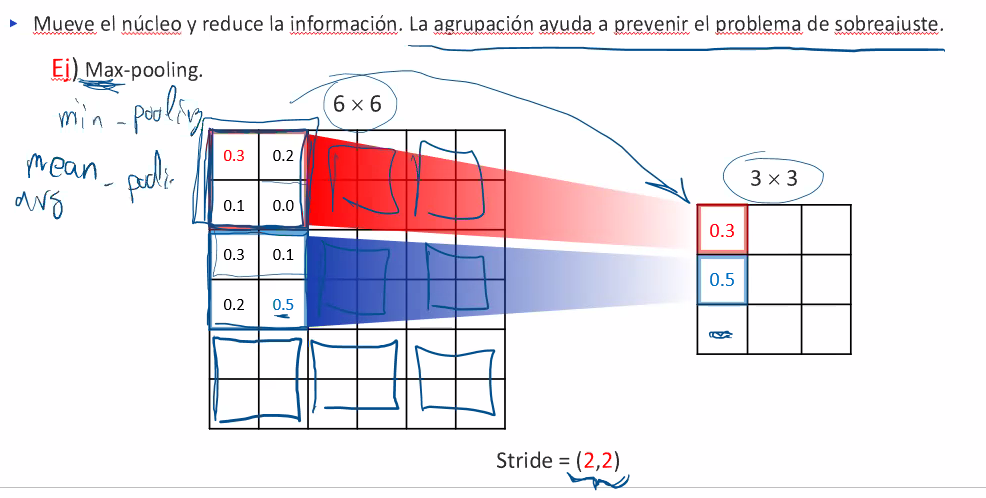 ▸ Mueve el núcleo y reduce la información. La agrupación ayuda a prevenir el problema de sobreajuste.
Ej) Max-pooling.
min - pooling
mean - pooli
avg
6 × 6
0.3 0.2
0.1 0.0
0.3 0.1
0.2 0.5
3 × 3
0.3
0.5
Stride = (2,2)